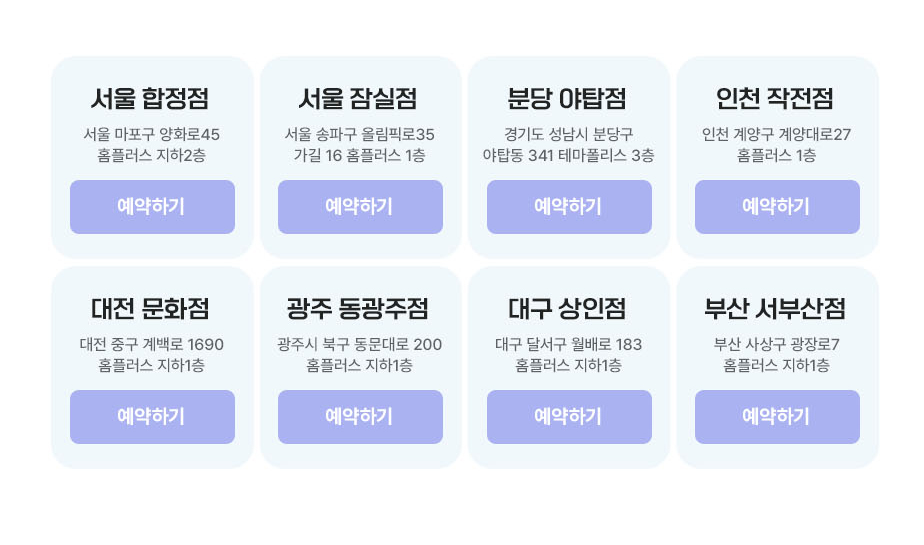 서울 합정점
서울 마포구 양화로45
홈플러스 지하2층
예약하기
서울 잠실점
서울 송파구 올림픽로35
가길 16 홈플러스 1층
예약하기
분당 야탑점
경기도 성남시 분당구
야탑동 341 테마폴리스 3층
예약하기
인천 작전점
인천 계양구 계양대로27
홈플러스 1층
예약하기
대전 문화점
대전 중구 계백로 1690
홈플러스 지하1층
예약하기
광주 동광주점
광주시 북구 동문대로 200
홈플러스 지하1층
예약하기
대구 상인점
대구 달서구 월배로 183
홈플러스 지하1층
예약하기
부산 서부산점
부산 사상구 광장로7
홈플러스 지하1층
예약하기